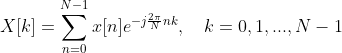 X[k] = \sum_{n=0}^{N-1} x[n]e^{-j\frac{2\pi}{N}nk}, \quad k = 0, 1, ..., N - 1